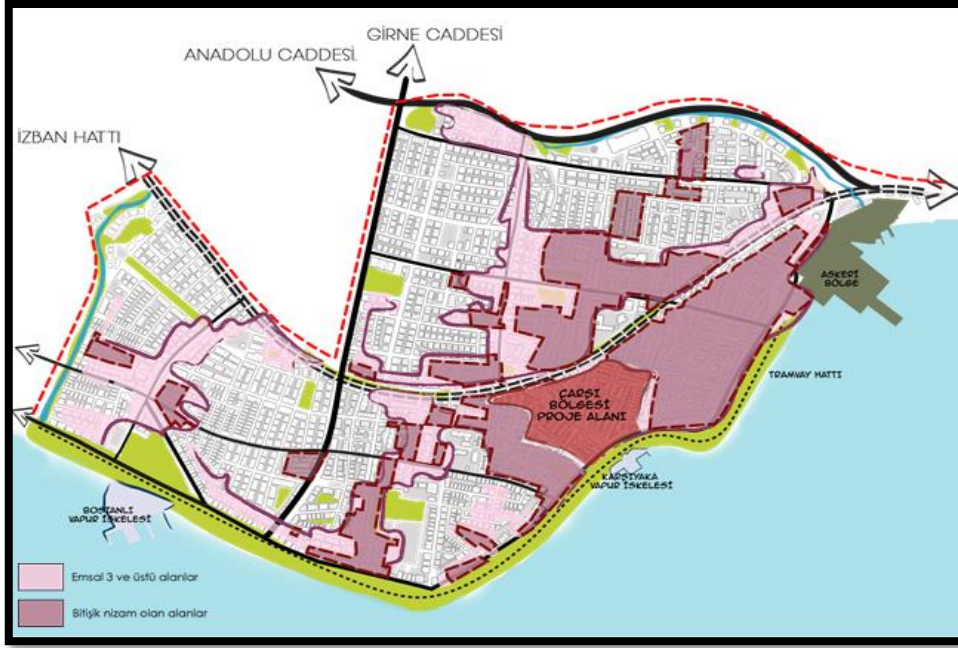 GİRNE CADDESİ
ANADOLU CADDESİ.
İZBAN HATTI
ASKERİ
BÖLGE
TRAMVAY HATTI
ÇARŞI
BÖLGESİ
PROJE ALANI
KARŞIYAKA
VAPUR İSKELESİ
BOSTANLI
VAPUR İSKELESİ
Emsal 3 ve üstü alanlar
Bitişik nizam olan alanlar